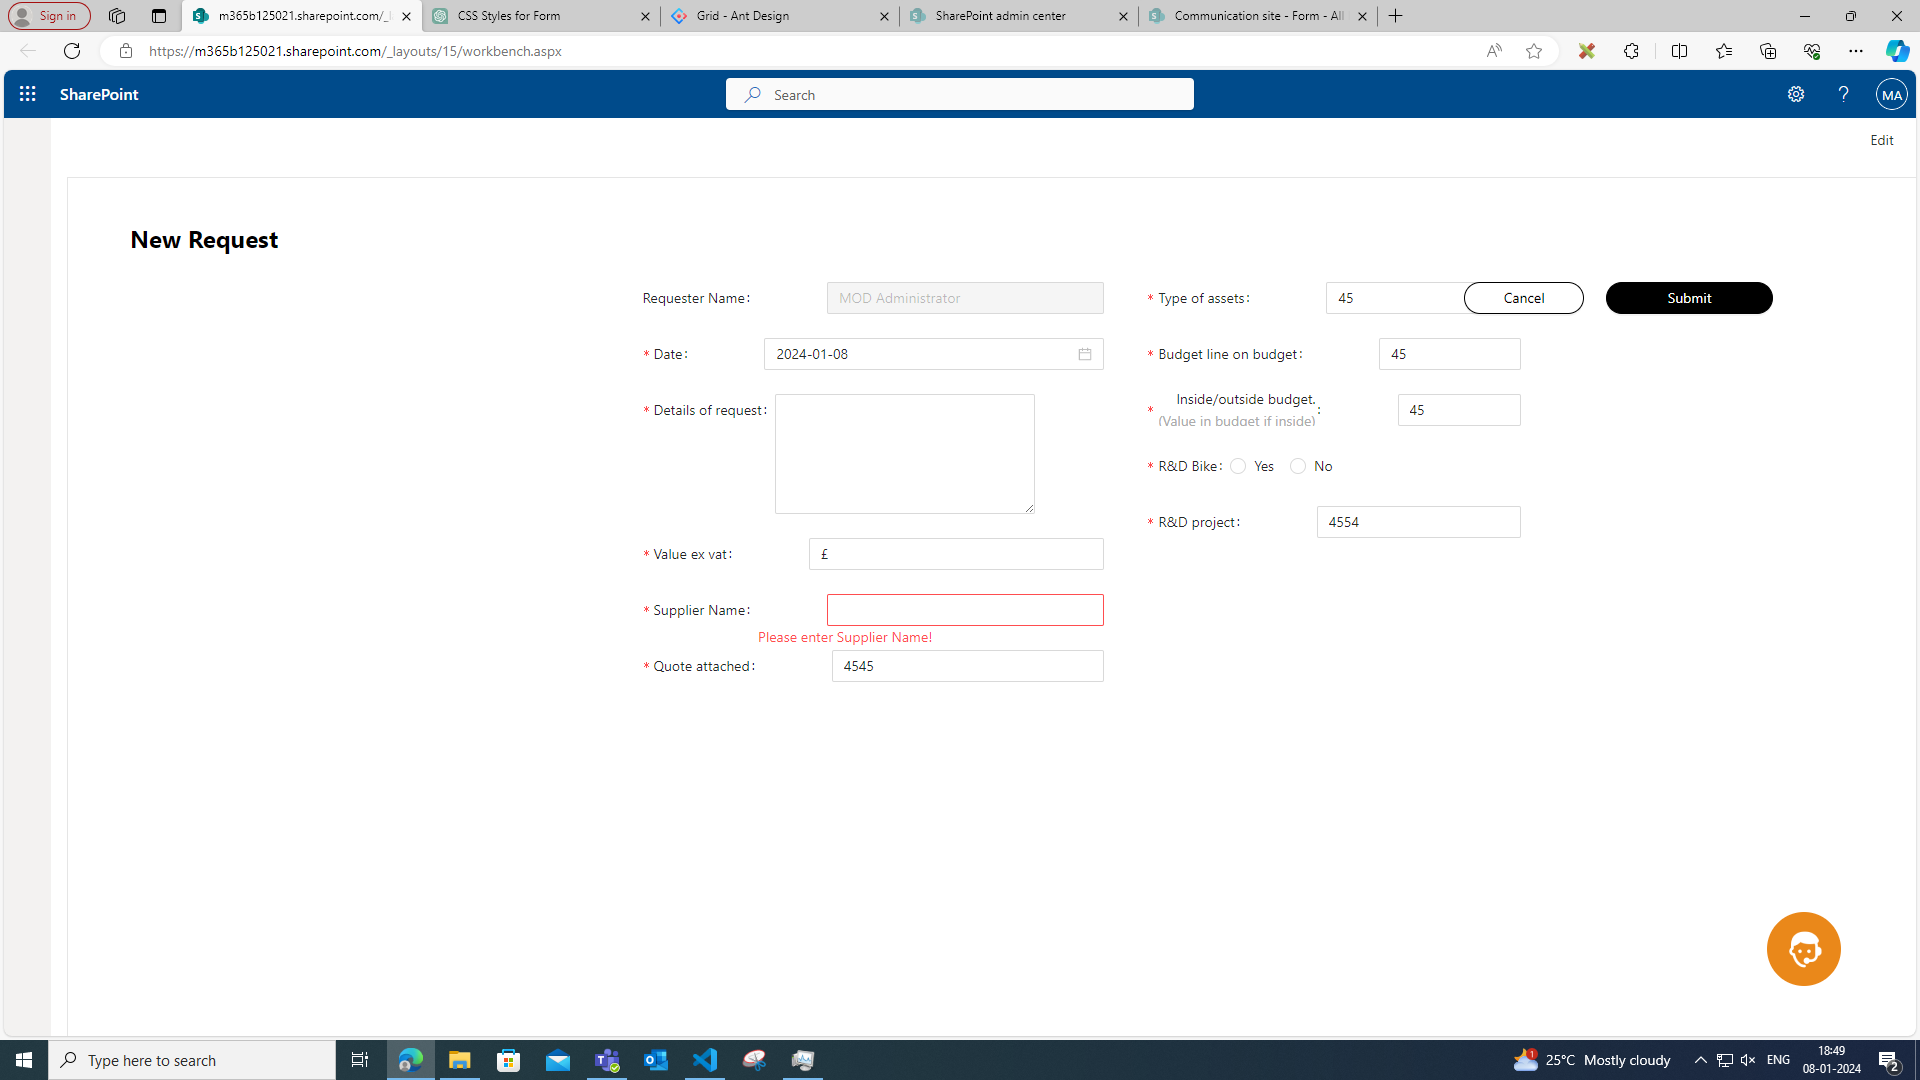 Sign in
m365b125021.sharepoint.com/_l
CSS Styles for Form
Grid - Ant Design
SharePoint admin center
Communication site - Form - All
https://m365b125021.sharepoint.com/_layouts/15/workbench.aspx
SharePoint
Search
MA
Edit
New Request
Requester Name:
MOD Administrator
* Type of assets:
45
Cancel
Submit
* Date:
2024-01-08
* Budget line on budget:
45
* Details of request:
* Inside/outside budget.
(Value in budget if inside) :
45
* R&D Bike:
Yes
No
* R&D project:
4554
* Value ex vat:
£
* Supplier Name:
Please enter Supplier Name!
* Quote attached:
4545
Type here to search
1
25°C Mostly cloudy
ENG
18:49
08-01-2024
2